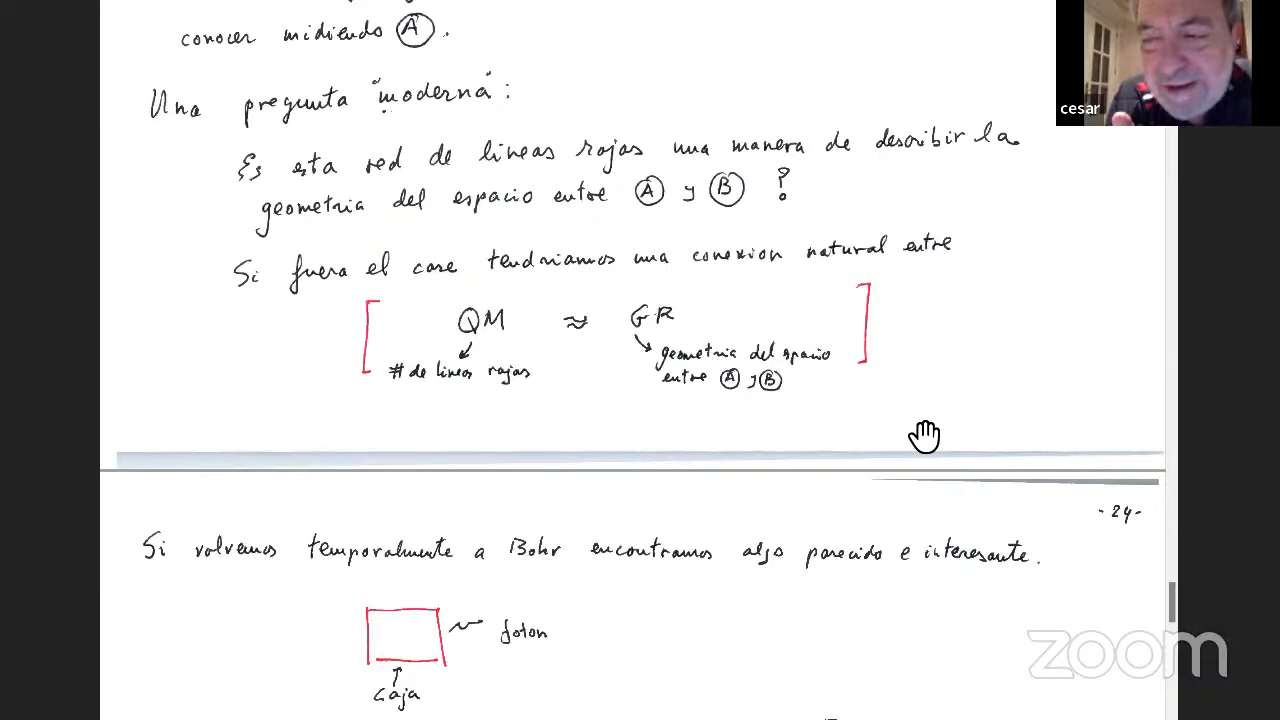 conocer midiendo A.
cesar
Una pregunta "moderna":
Es esta red de lineas rojas una manera de describir la
geometria del espacio entre A y B ?
Si fuera el caso tendriamos una conexion natural entre
QM ≈ GR
# de lineas rojas
geometria del espacio
entre A y B
-24-
Si volvemos temporalmente a Bohr encontramos algo parecido e interesante.
foton
caja
zoom